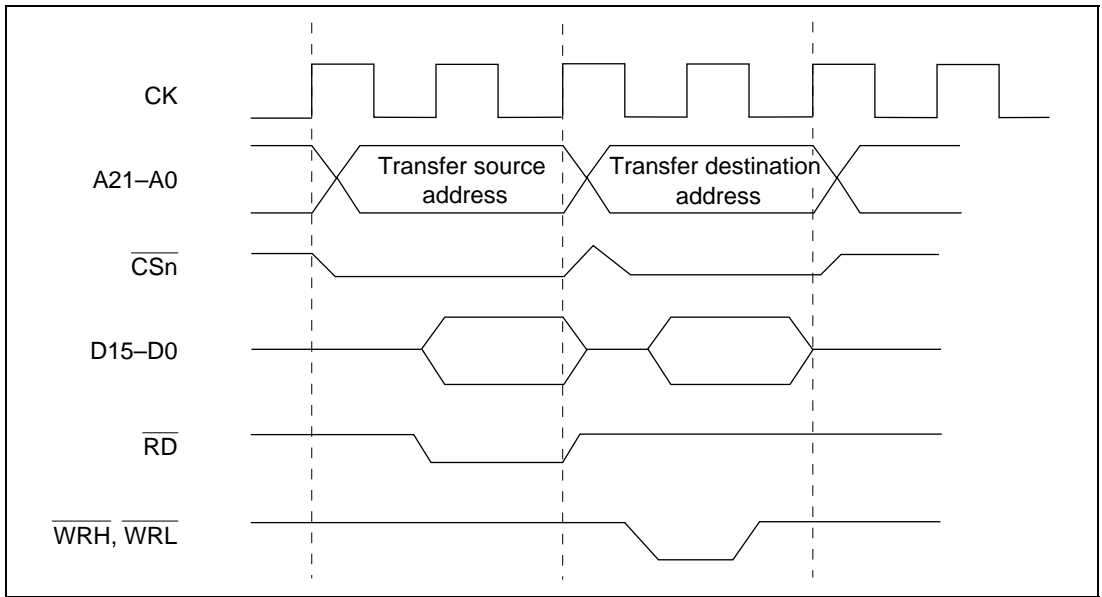 CK
A21–A0
Transfer source
address
Transfer destination
address
CSn
D15–D0
RD
WRH, WRL